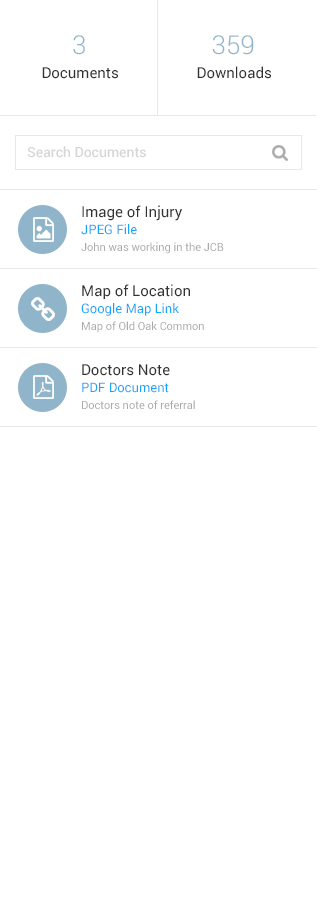 3
Documents
359
Downloads
Search Documents
Image of Injury
JPEG File
John was working in the JCB
Map of Location
Google Map Link
Map of Old Oak Common
Doctors Note
PDF Document
Doctors note of referral